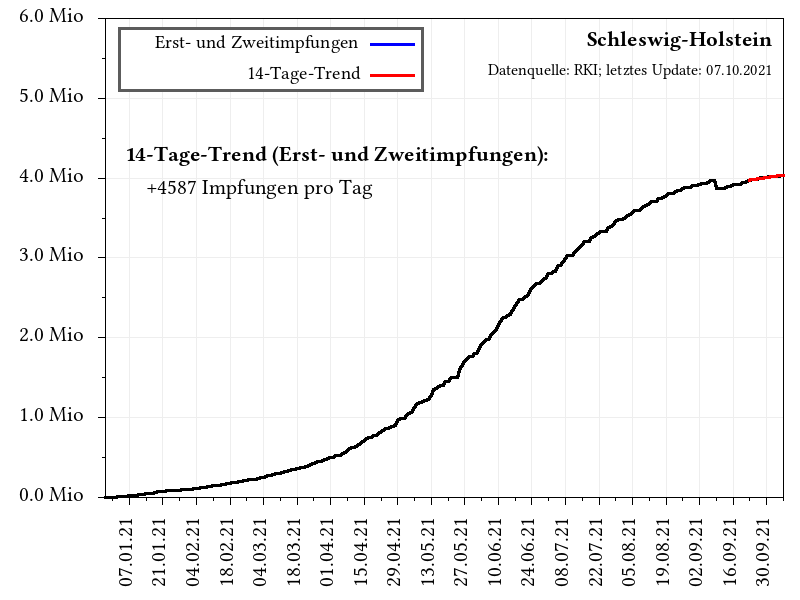 6.0 Mio
Erst- und Zweitimpfungen
14-Tage-Trend
Schleswig-Holstein
Datenquelle: RKI; letztes Update: 07.10.2021
5.0 Mio
14-Tage-Trend (Erst- und Zweitimpfungen):
+4587 Impfungen pro Tag
4.0 Mio
3.0 Mio
2.0 Mio
1.0 Mio
0.0 Mio
07.01.21
21.01.21
04.02.21
18.02.21
04.03.21
18.03.21
01.04.21
15.04.21
29.04.21
13.05.21
27.05.21
10.06.21
24.06.21
08.07.21
22.07.21
05.08.21
19.08.21
02.09.21
16.09.21
30.09.21